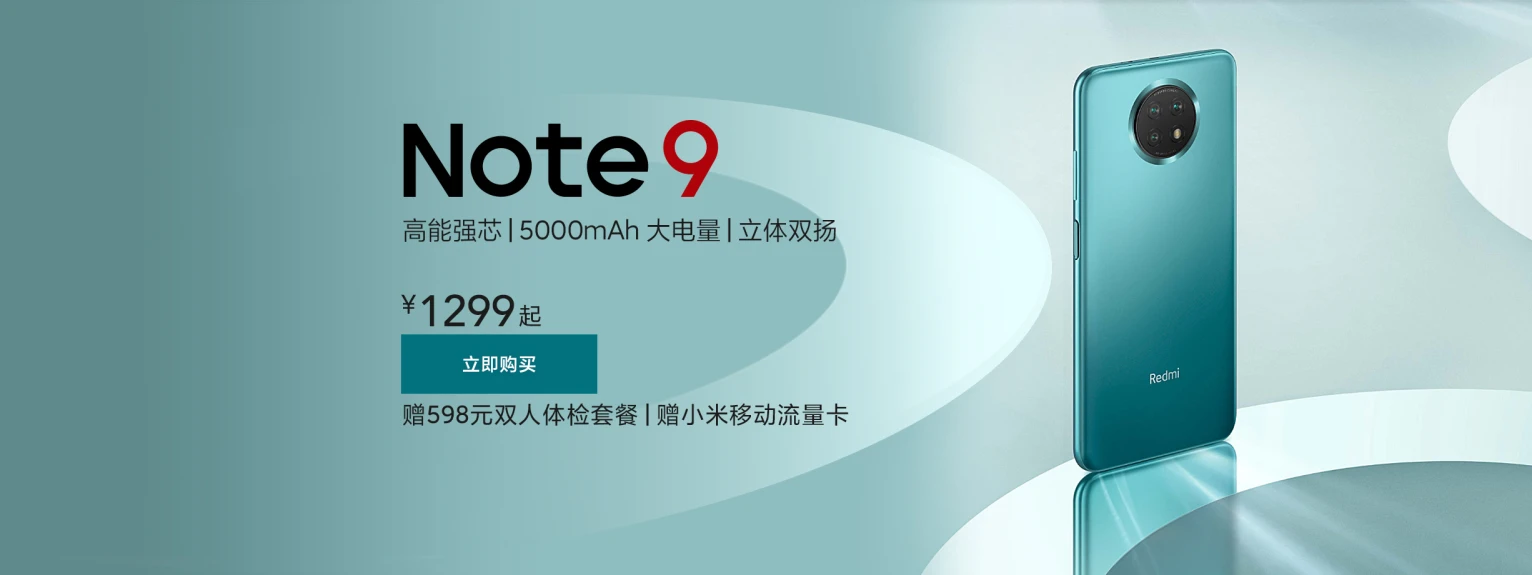 Note 9
高能强芯|5000mAh 大电量|立体双扬
¥1299起
立即购买
赠598元双人体检套餐|赠小米移动流量卡
Redmi